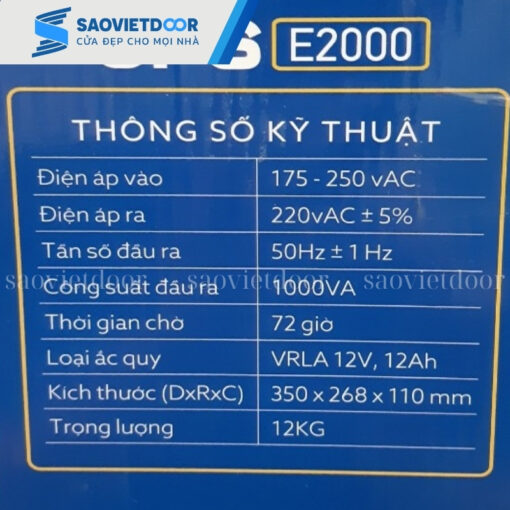 SAOVIETDOOR
CỬA ĐẸP CHO MỌI NHÀ
E2000
THÔNG SỐ KỸ THUẬT
Điện áp vào 175 - 250 vAC
Điện áp ra 220vAC ± 5%
Tần số đầu ra 50Hz ± 1 Hz
saovietdoor saovietdoor saovietdoor
Công suất đầu ra 1000VA
Thời gian chờ 72 giờ
Loại ắc quy VRLA 12V, 12Ah
Kích thước (DxRxC) 350 x 268 x 110 mm
Trọng lượng 12KG